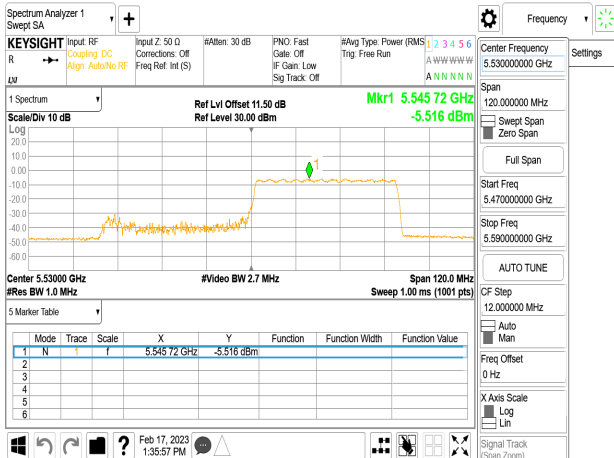 Spectrum Analyzer 1
Swept SA
Frequency
KEYSIGHT
R
LXI
Input: RF
Coupling: DC
Align: Auto/No RF
Input Z: 50 Ω
Corrections: Off
Freq Ref: Int (S)
#Atten: 30 dB
PNO: Fast
Gate: Off
IF Gain: Low
Sig Track: Off
#Avg Type: Power (RMS
Trig: Free Run
1 2 3 4 5 6
A W W W W W
A N N N N N
1 Spectrum
Scale/Div 10 dB
Ref Lvl Offset 11.50 dB
Ref Level 30.00 dBm
Mkr1 5.545 72 GHz
-5.516 dBm
Log
20.0
10.0
0.00
-10.0
-20.0
-30.0
-40.0
-50.0
-60.0
1
Center 5.53000 GHz
#Res BW 1.0 MHz
#Video BW 2.7 MHz
Span 120.0 MHz
Sweep 1.00 ms (1001 pts)
5 Marker Table
Mode Trace Scale X Y Function Function Width Function Value
1 N 1 f 5.545 72 GHz -5.516 dBm
2
3
4
5
6
Feb 17, 2023
1:35:57 PM
Center Frequency
5.530000000 GHz
Settings
Span
120.000000 MHz
Swept Span
Zero Span
Full Span
Start Freq
5.470000000 GHz
Stop Freq
5.590000000 GHz
AUTO TUNE
CF Step
12.000000 MHz
Auto
Man
Freq Offset
0 Hz
X Axis Scale
Log
Lin
Signal Track
(Span Zoom)